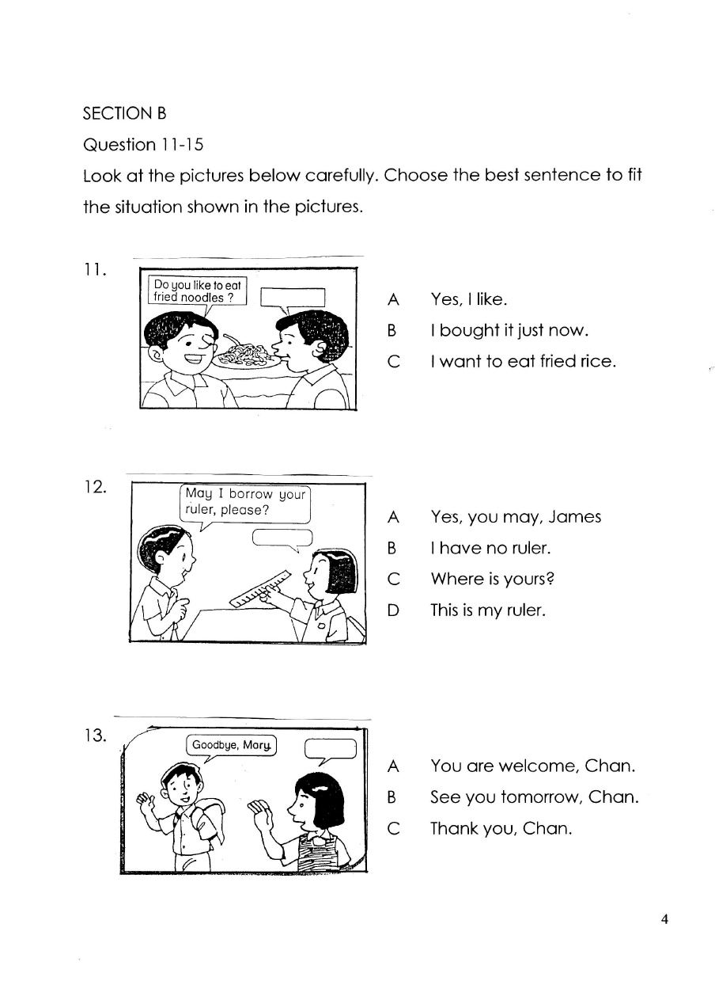 SECTION B
Question 11-15
Look at the pictures below carefully. Choose the best sentence to fit
the situation shown in the pictures.
11.
Do you like to eat
fried noodles ?
A Yes, I like.
B I bought it just now.
C I want to eat fried rice.
12.
May I borrow your
ruler, please?
A Yes, you may, James
B I have no ruler.
C Where is yours?
D This is my ruler.
13.
Goodbye, Mary.
A You are welcome, Chan.
B See you tomorrow, Chan.
C Thank you, Chan.
4